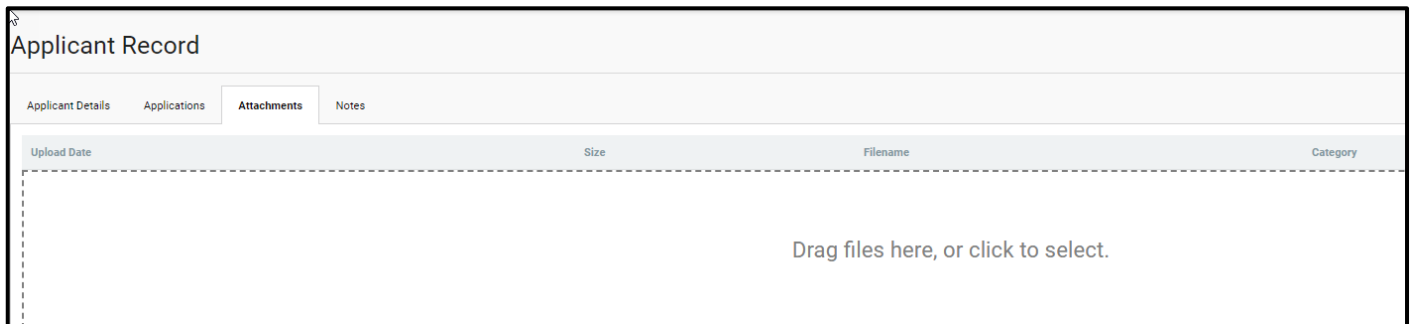 Applicant Record
Applicant Details Applications Attachments Notes
Upload Date Size Filename Category
Drag files here, or click to select.